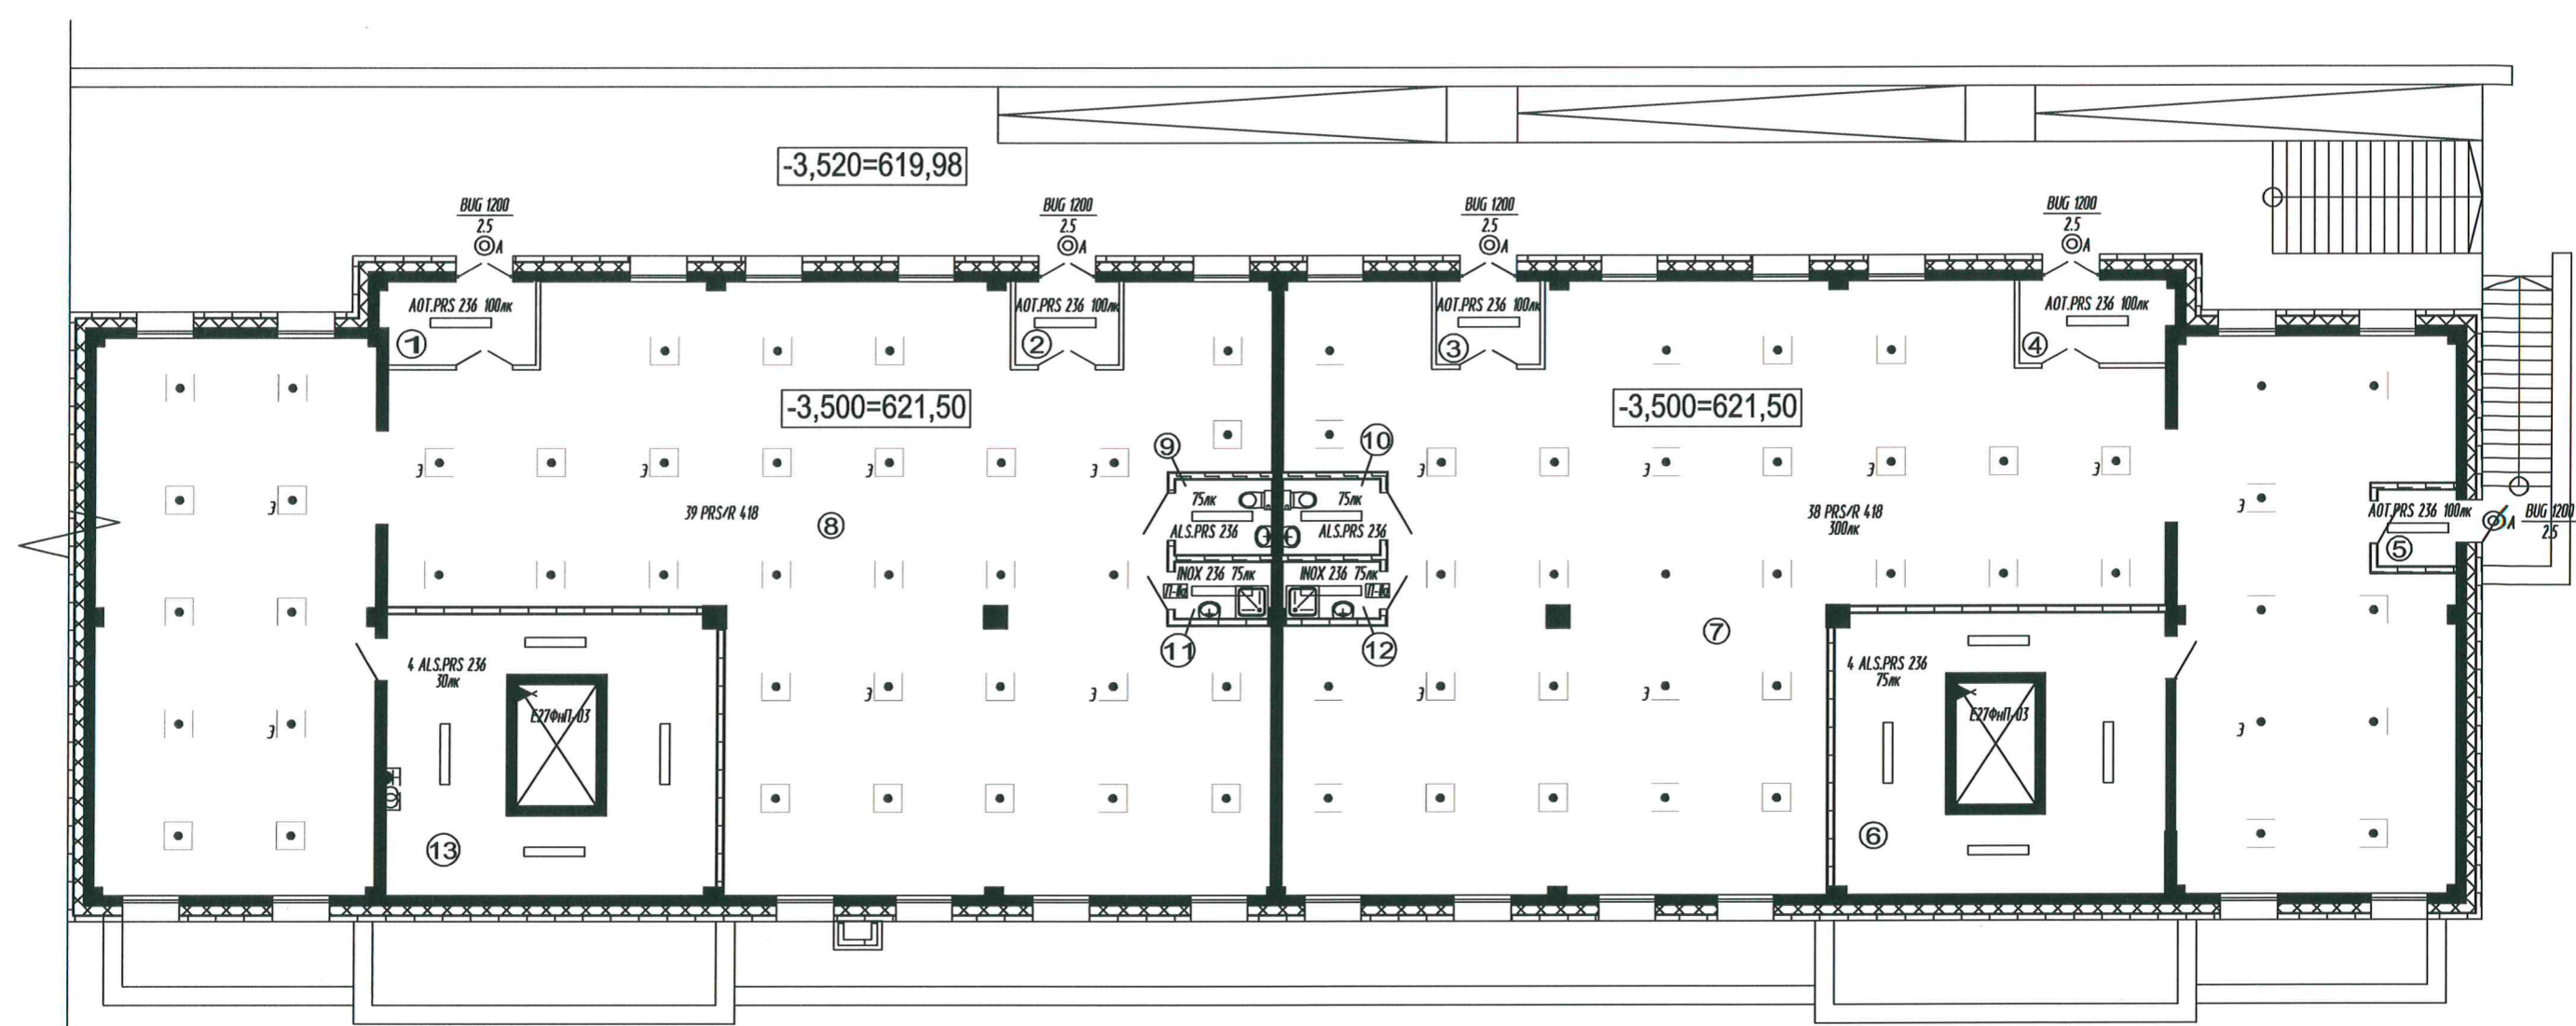 -3,520=619,98
BUG 1200
2.5
А
BUG 1200
2.5
А
BUG 1200
2.5
А
BUG 1200
2.5
А
АОТ.PRS 236 100лк
АОТ.PRS 236 100лк
АОТ.PRS 236 100лк
АОТ.PRS 236 100лк
1
2
3
4
-3,500=621,50
-3,500=621,50
9
10
Э
Э
Э
Э
Э
Э
Э
Э
Э
Э
75лк
75лк
39 PRS/R 418
8
38 PRS/R 418
300лк
АОТ.PRS 236 100лк
А
BUG 1200
2.5
5
ALS.PRS 236
ALS.PRS 236
INOX 236 75лк
INOX 236 75лк
11
12
7
4 ALS.PRS 236
30лк
4 ALS.PRS 236
75лк
Э
Э
Э
Э
Е27ФнП-03
Е27ФнП-03
Э
Э
13
6